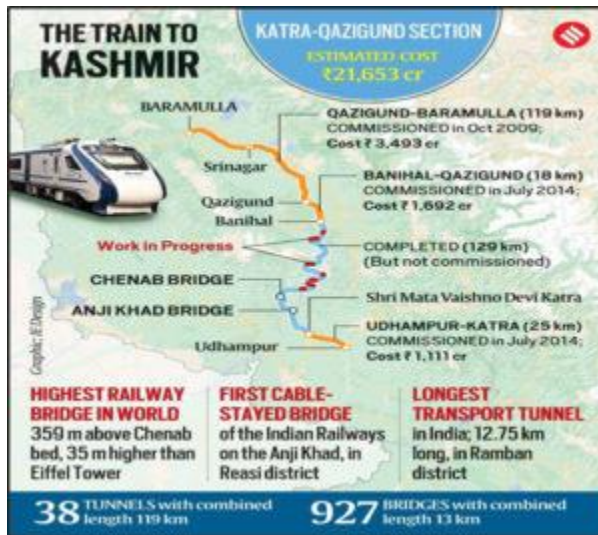 THE TRAIN TO
KASHMIR
KATRA-QAZIGUND SECTION
ESTIMATED COST
₹21,653 cr
BARAMULLA
QAZIGUND-BARAMULLA (119 km)
COMMISSIONED in Oct 2009;
Cost ₹ 3,493 cr
Srinagar
BANIHAL-QAZIGUND (18 km)
COMMISSIONED in July 2014;
Cost ₹ 1,692 cr
Qazigund
Banihal
Work in Progress
COMPLETED (129 km)
(But not commissioned)
CHENAB BRIDGE
Shri Mata Vaishno Devi Katra
ANJI KHAD BRIDGE
UDHAMPUR-KATRA (25 km)
COMMISSIONED in July 2014;
Cost ₹ 1,111 cr
Udhampur
Graphic: IE Design
HIGHEST RAILWAY
BRIDGE IN WORLD
359 m above Chenab
bed, 35 m higher than
Eiffel Tower
FIRST CABLE-
STAYED BRIDGE
of the Indian Railways
on the Anji Khad, in
Reasi district
LONGEST
TRANSPORT TUNNEL
in India; 12.75 km
long, in Ramban
district
38 TUNNELS with combined
length 119 km
927 BRIDGES with combined
length 13 km